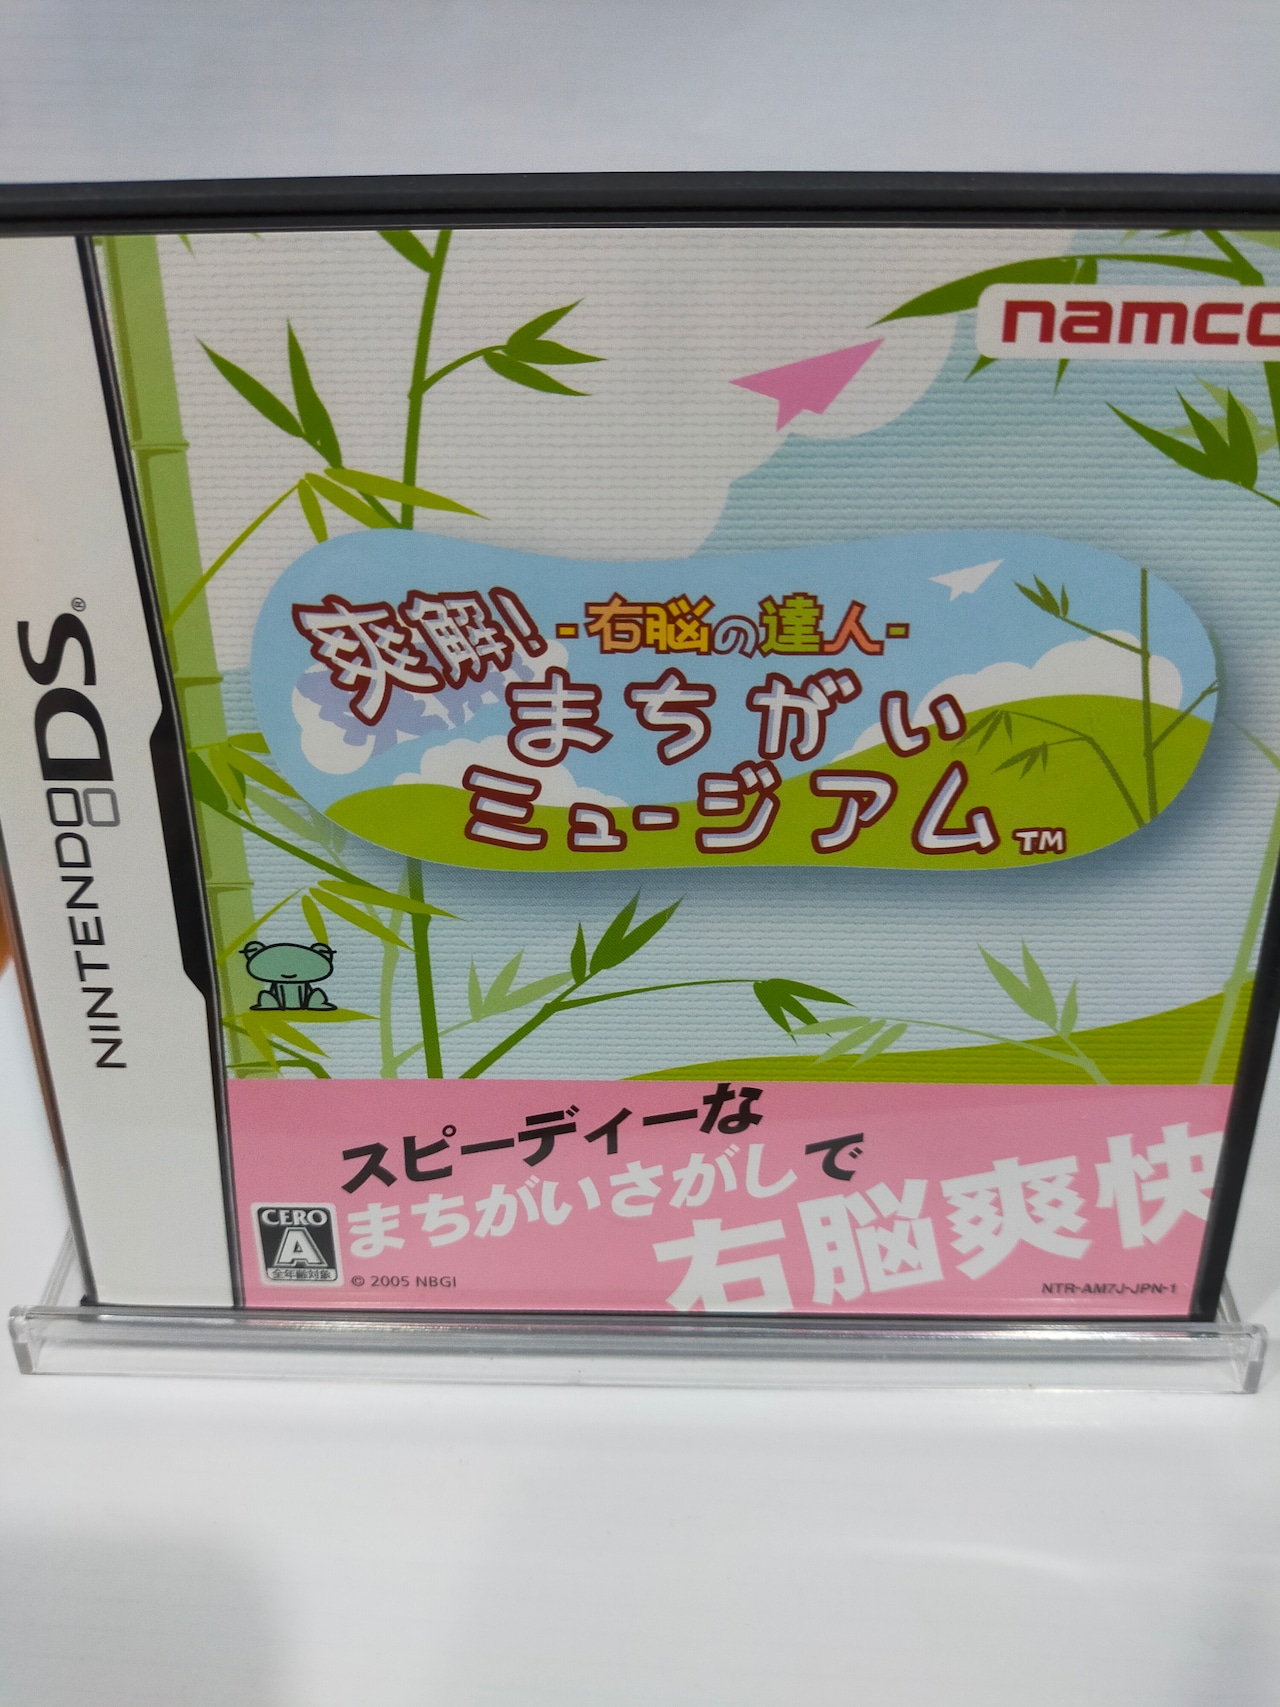 namco
爽解!
-右脳の達人-
まちがい
ミュージアム TM
NINTENDO DS®
スピーディーな
まちがいさがしで
右脳爽快
CERO
A
全年齢対象
© 2005 NBGI
NTR-AM7J-JPN-1